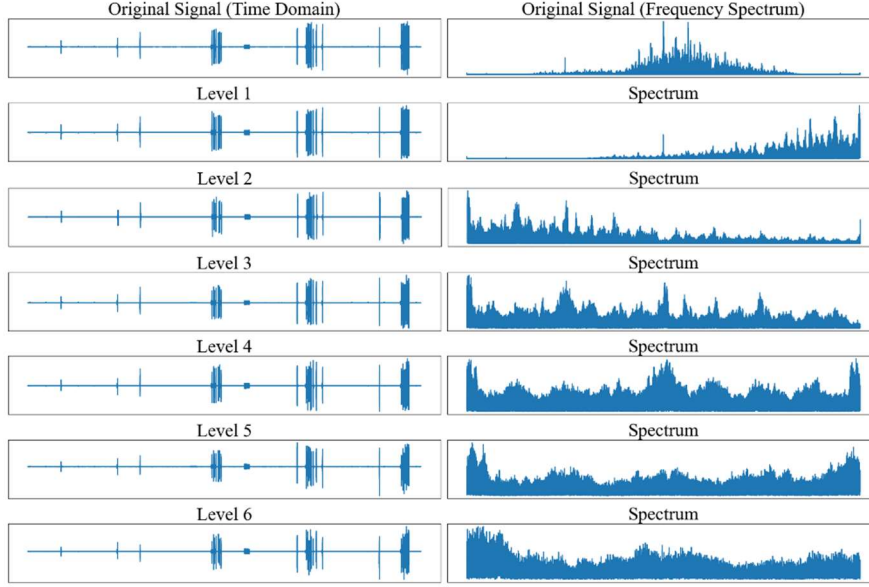 Original Signal (Time Domain) Original Signal (Frequency Spectrum)
Level 1 Spectrum
Level 2 Spectrum
Level 3 Spectrum
Level 4 Spectrum
Level 5 Spectrum
Level 6 Spectrum